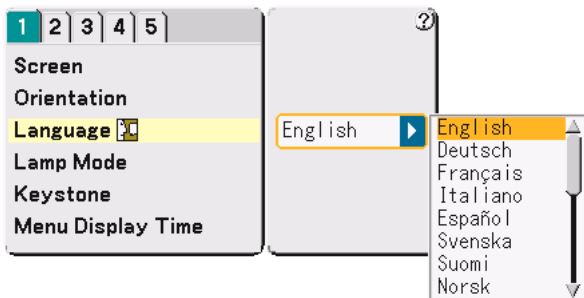 1 2 3 4 5
?
Screen
Orientation
Language
Lamp Mode
Keystone
Menu Display Time
English
English
Deutsch
Français
Italiano
Español
Svenska
Suomi
Norsk